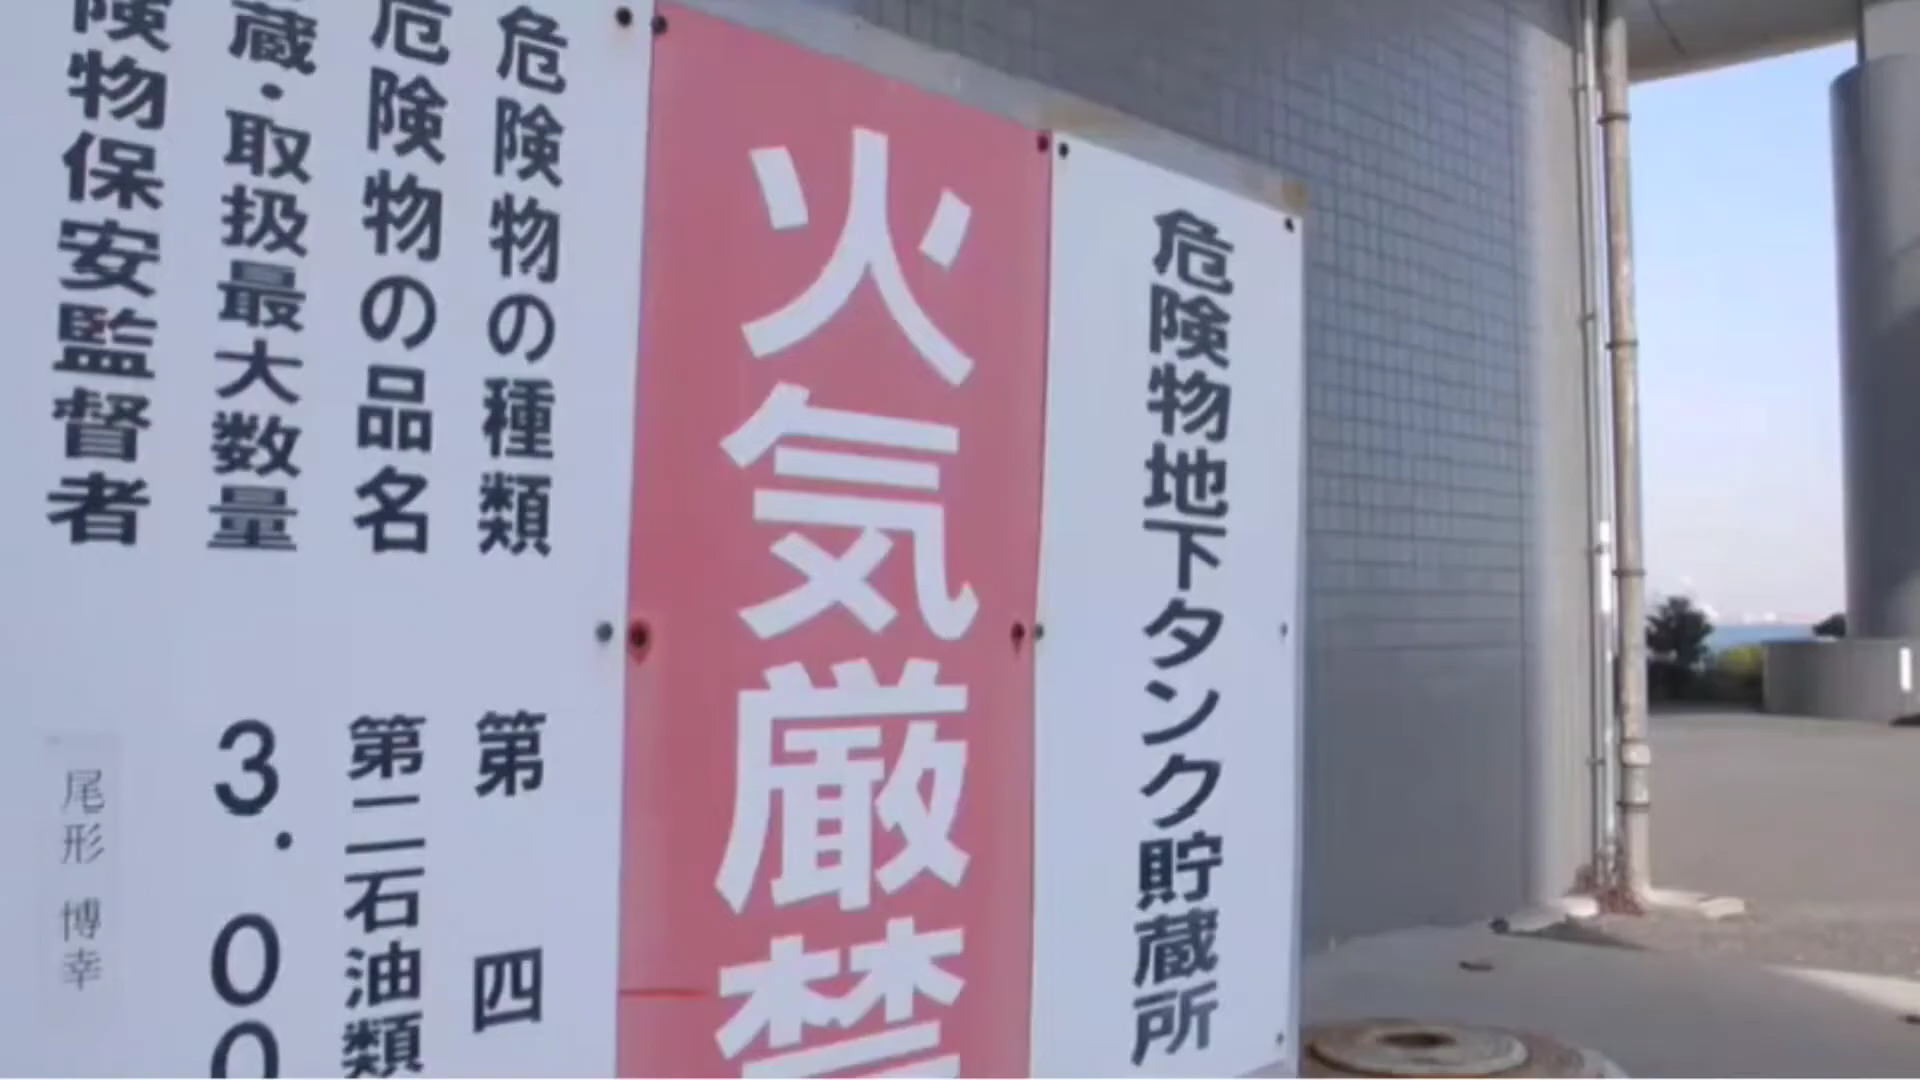 危険物地下タンク貯蔵所
火気厳禁
危険物の種類 第四
危険物の品名 第二石油類
蔵・取扱最大数量 3.00
険物保安監督者 尾形 博幸